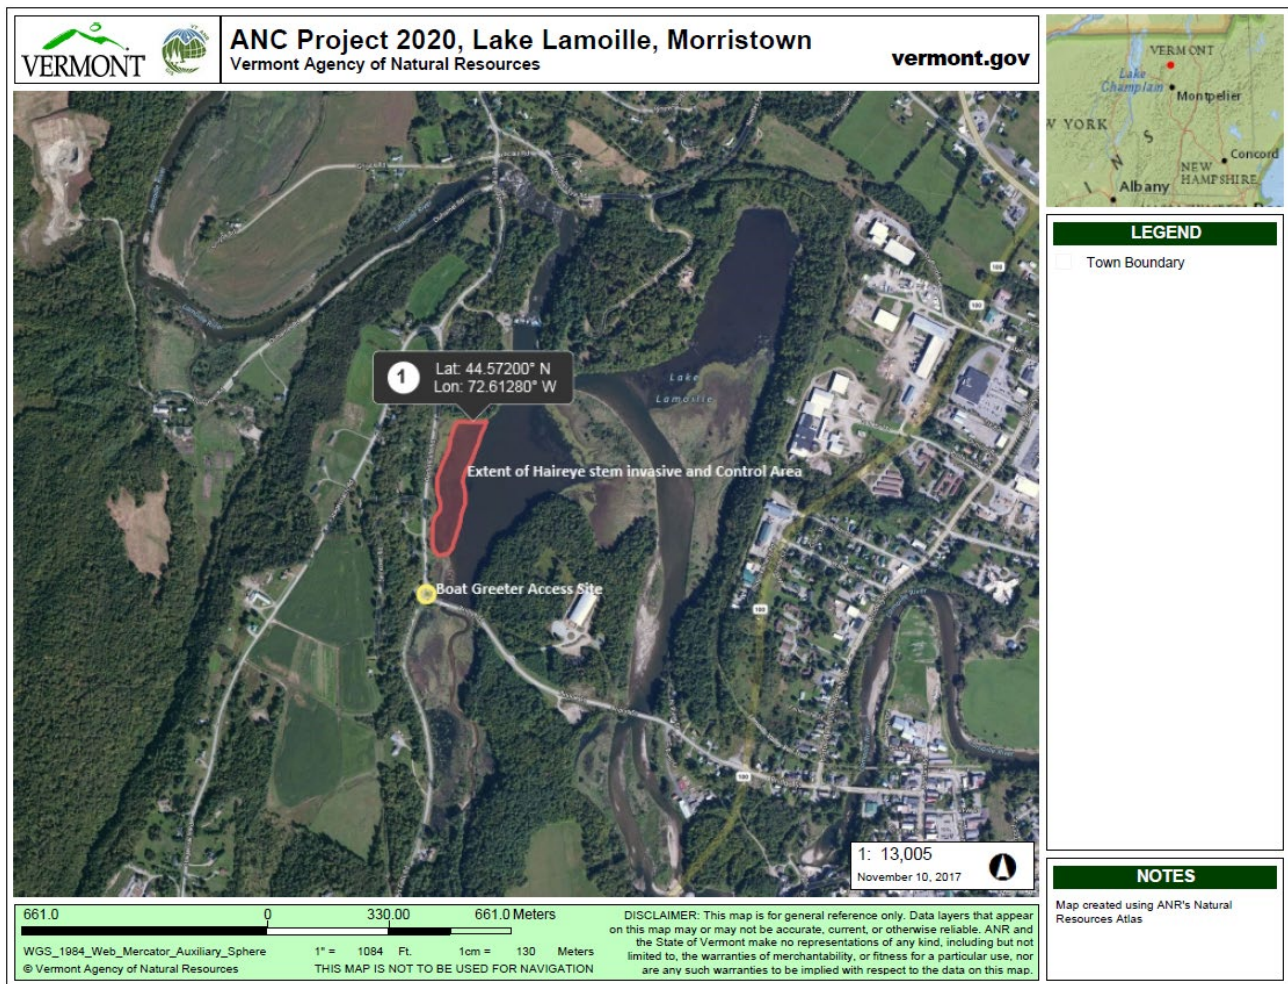 VERMONT
VT ANR
ANC Project 2020, Lake Lamoille, Morristown
Vermont Agency of Natural Resources
vermont.gov
VERMONT
Lake
Champlain
Montpelier
W YORK
NEW
HAMPSHIRE
Concord
Albany
I N S
1
Lat: 44.57200° N
Lon: 72.61280° W
Lake
Lamoille
Extent of Haireye stem invasive and Control Area
Boat Greeter Access Site
100
100
100
100
100
1: 13,005
November 10, 2017
LEGEND
Town Boundary
NOTES
Map created using ANR's Natural
Resources Atlas
661.0 0 330.00 661.0 Meters
WGS_1984_Web_Mercator_Auxiliary_Sphere
© Vermont Agency of Natural Resources
1" = 1084 Ft. 1cm = 130 Meters
THIS MAP IS NOT TO BE USED FOR NAVIGATION
DISCLAIMER: This map is for general reference only. Data layers that appear
on this map may or may not be accurate, current, or otherwise reliable. ANR and
the State of Vermont make no representations of any kind, including but not
limited to, the warranties of merchantability, or fitness for a particular use, nor
are any such warranties to be implied with respect to the data on this map.